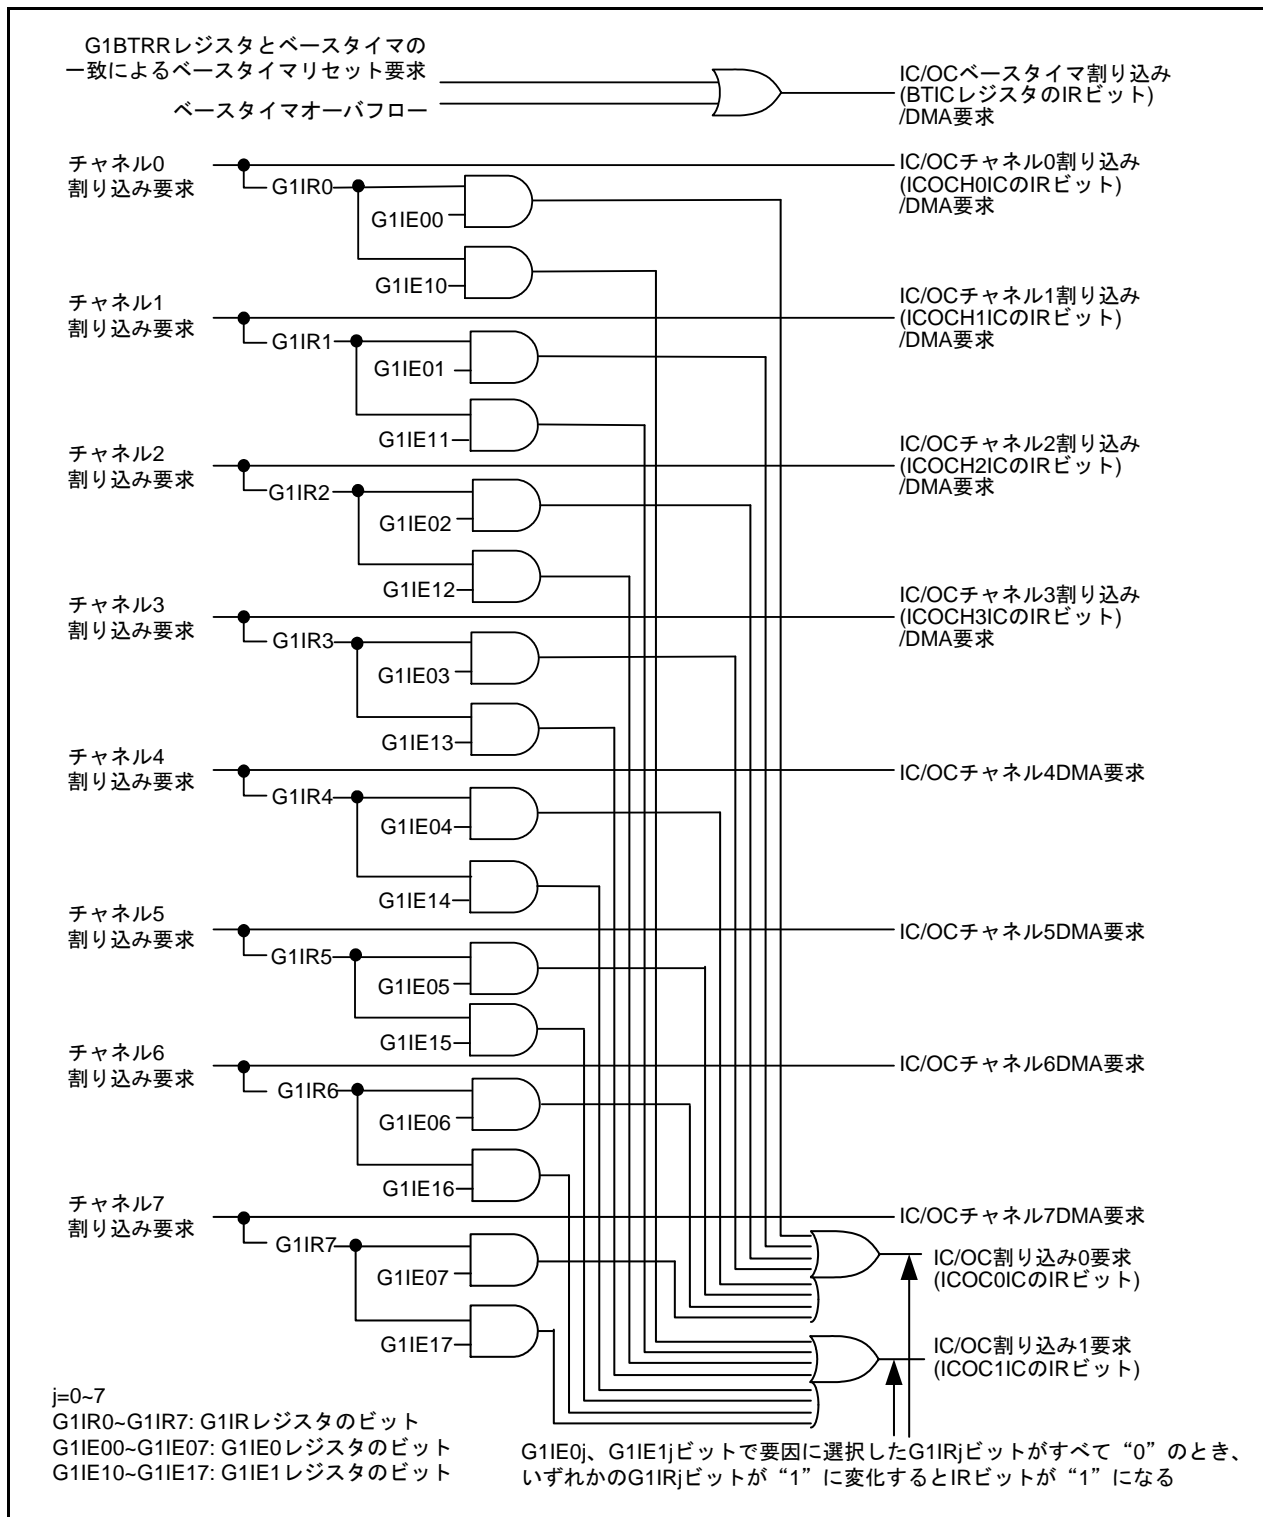 G1BTRRレジスタとベースタイマの
一致によるベースタイマリセット要求
ベースタイマオーバフロー
IC/OCベースタイマ割り込み
(BTICレジスタのIRビット)
/DMA要求
チャネル0
割り込み要求
G1IR0
G1IE00
G1IE10
IC/OCチャネル0割り込み
(ICOCH0ICのIRビット)
/DMA要求
チャネル1
割り込み要求
G1IR1
G1IE01
G1IE11
IC/OCチャネル1割り込み
(ICOCH1ICのIRビット)
/DMA要求
チャネル2
割り込み要求
G1IR2
G1IE02
G1IE12
IC/OCチャネル2割り込み
(ICOCH2ICのIRビット)
/DMA要求
チャネル3
割り込み要求
G1IR3
G1IE03
G1IE13
IC/OCチャネル3割り込み
(ICOCH3ICのIRビット)
/DMA要求
チャネル4
割り込み要求
G1IR4
G1IE04
G1IE14
IC/OCチャネル4DMA要求
チャネル5
割り込み要求
G1IR5
G1IE05
G1IE15
IC/OCチャネル5DMA要求
チャネル6
割り込み要求
G1IR6
G1IE06
G1IE16
IC/OCチャネル6DMA要求
チャネル7
割り込み要求
G1IR7
G1IE07
G1IE17
IC/OCチャネル7DMA要求
IC/OC割り込み0要求
(ICOC0ICのIRビット)
IC/OC割り込み1要求
(ICOC1ICのIRビット)
j=0~7
G1IR0~G1IR7: G1IRレジスタのビット
G1IE00~G1IE07: G1IE0レジスタのビット
G1IE10~G1IE17: G1IE1レジスタのビット
G1IE0j、G1IE1jビットで要因に選択したG1IRjビットがすべて“0”のとき、
いずれかのG1IRjビットが“1”に変化するとIRビットが“1”になる